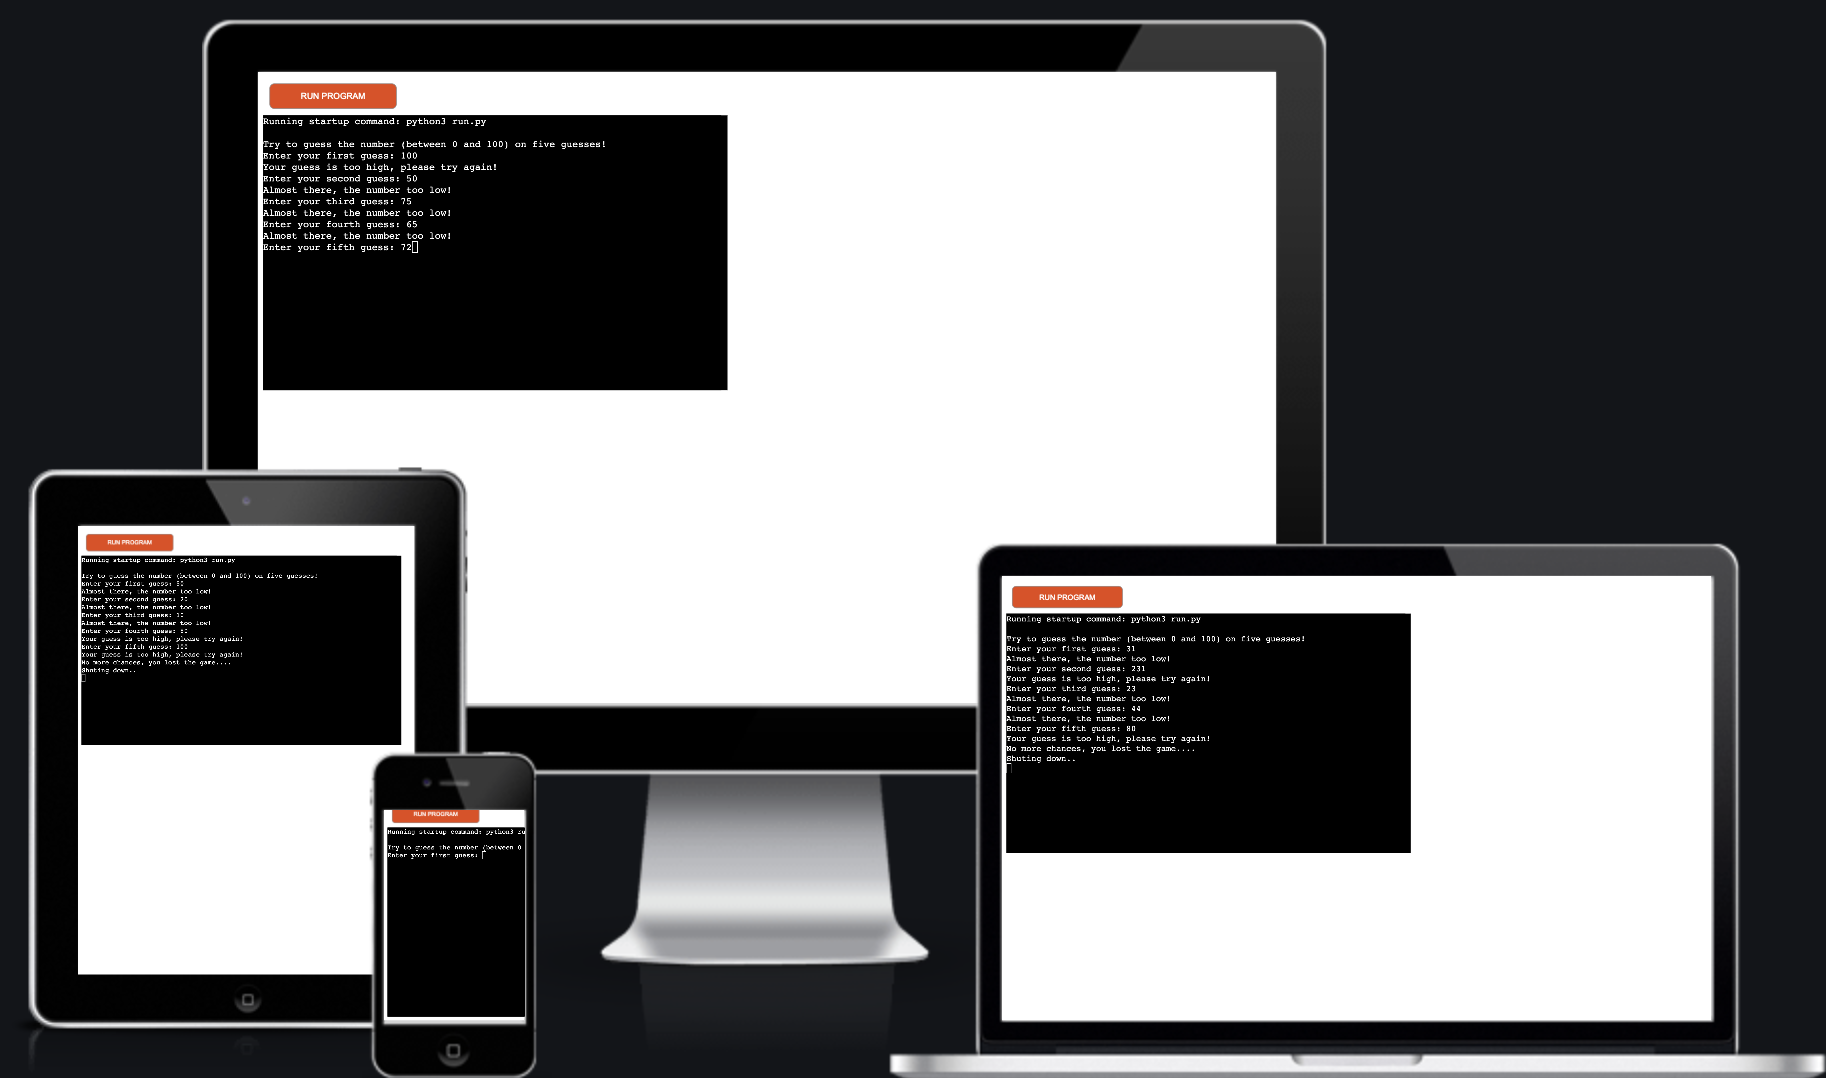 RUN PROGRAM
Running startup command: python3 run.py
Try to guess the number (between 0 and 100) on five guesses!
Enter your first guess: 100
Your guess is too high, please try again!
Enter your second guess: 50
Almost there, the number too low!
Enter your third guess: 75
Almost there, the number too low!
Enter your fourth guess: 65
Almost there, the number too low!
Enter your fifth guess: 72
RUN PROGRAM
Running startup command: python3 run.py
Try to guess the number (between 0 and 100) on five guesses!
Enter your first guess:
Almost there, the number too low!
Enter your second guess: 20
Almost there, the number too low!
Enter your third guess: 10
Almost there, the number too low!
Enter your fourth guess:
Your guess is too high, please try again!
Enter your fifth guess: 100
Your guess is too high, please try again!
No more chances, you lost the game....
Shuting down..
RUN PROGRAM
Running startup command: python3 ru
Try to guess the number (between 0
Enter your first guess:
RUN PROGRAM
Running startup command: python3 run.py
Try to guess the number (between 0 and 100) on five guesses!
Enter your first guess: 31
Almost there, the number too low!
Enter your second guess: 231
Your guess is too high, please try again!
Enter your third guess: 23
Almost there, the number too low!
Enter your fourth guess: 44
Almost there, the number too low!
Enter your fifth guess: 80
Your guess is too high, please try again!
No more chances, you lost the game....
Shuting down..